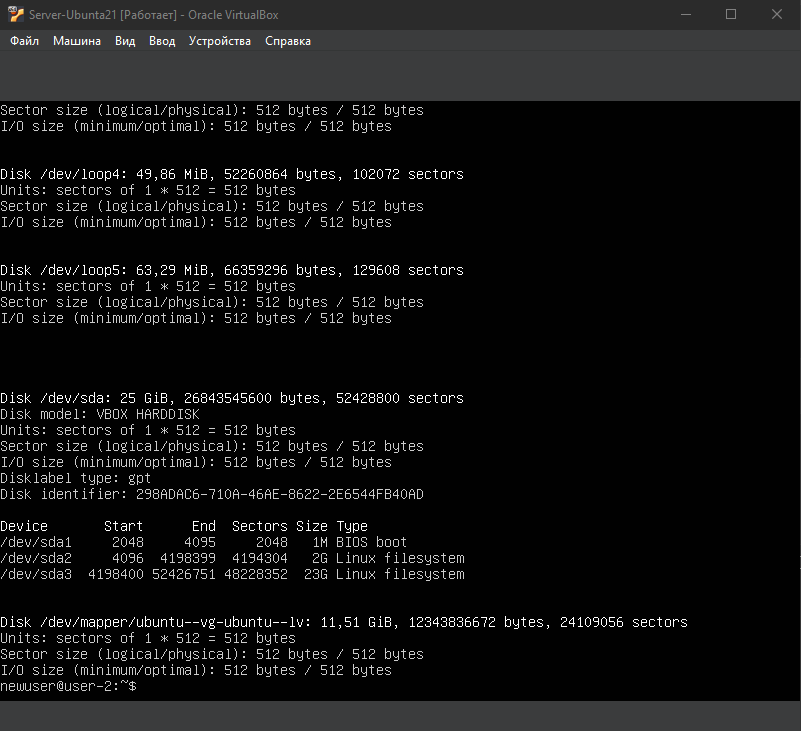 Server-Ubunta21 [Работает] - Oracle VirtualBox
Файл Машина Вид Ввод Устройства Справка
Sector size (logical/physical): 512 bytes / 512 bytes
I/O size (minimum/optimal): 512 bytes / 512 bytes
Disk /dev/loop4: 49,86 MiB, 52260864 bytes, 102072 sectors
Units: sectors of 1 * 512 = 512 bytes
Sector size (logical/physical): 512 bytes / 512 bytes
I/O size (minimum/optimal): 512 bytes / 512 bytes
Disk /dev/loop5: 63,29 MiB, 66359296 bytes, 129608 sectors
Units: sectors of 1 * 512 = 512 bytes
Sector size (logical/physical): 512 bytes / 512 bytes
I/O size (minimum/optimal): 512 bytes / 512 bytes
Disk /dev/sda: 25 GiB, 26843545600 bytes, 52428800 sectors
Disk model: VBOX HARDDISK
Units: sectors of 1 * 512 = 512 bytes
Sector size (logical/physical): 512 bytes / 512 bytes
I/O size (minimum/optimal): 512 bytes / 512 bytes
Disklabel type: gpt
Disk identifier: 298ADAC6-710A-46AE-8622-2E6544FB40AD
Device Start End Sectors Size Type
/dev/sda1 2048 4095 2048 1M BIOS boot
/dev/sda2 4096 4198399 4194304 2G Linux filesystem
/dev/sda3 4198400 52426751 48228352 23G Linux filesystem
Disk /dev/mapper/ubuntu--vg-ubuntu--lv: 11,51 GiB, 12343836672 bytes, 24109056 sectors
Units: sectors of 1 * 512 = 512 bytes
Sector size (logical/physical): 512 bytes / 512 bytes
I/O size (minimum/optimal): 512 bytes / 512 bytes
newuser@user-2:~$